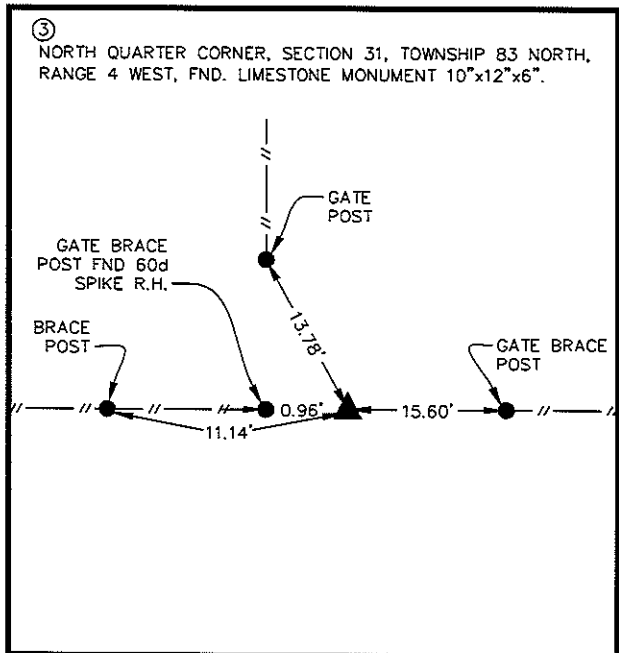 3
NORTH QUARTER CORNER, SECTION 31, TOWNSHIP 83 NORTH,
RANGE 4 WEST, FND. LIMESTONE MONUMENT 10"x12"x6".
GATE
POST
GATE BRACE
POST FND 60d
SPIKE R.H.
13.78'
BRACE
POST
GATE BRACE
POST
0.96'
15.60'
11.14'